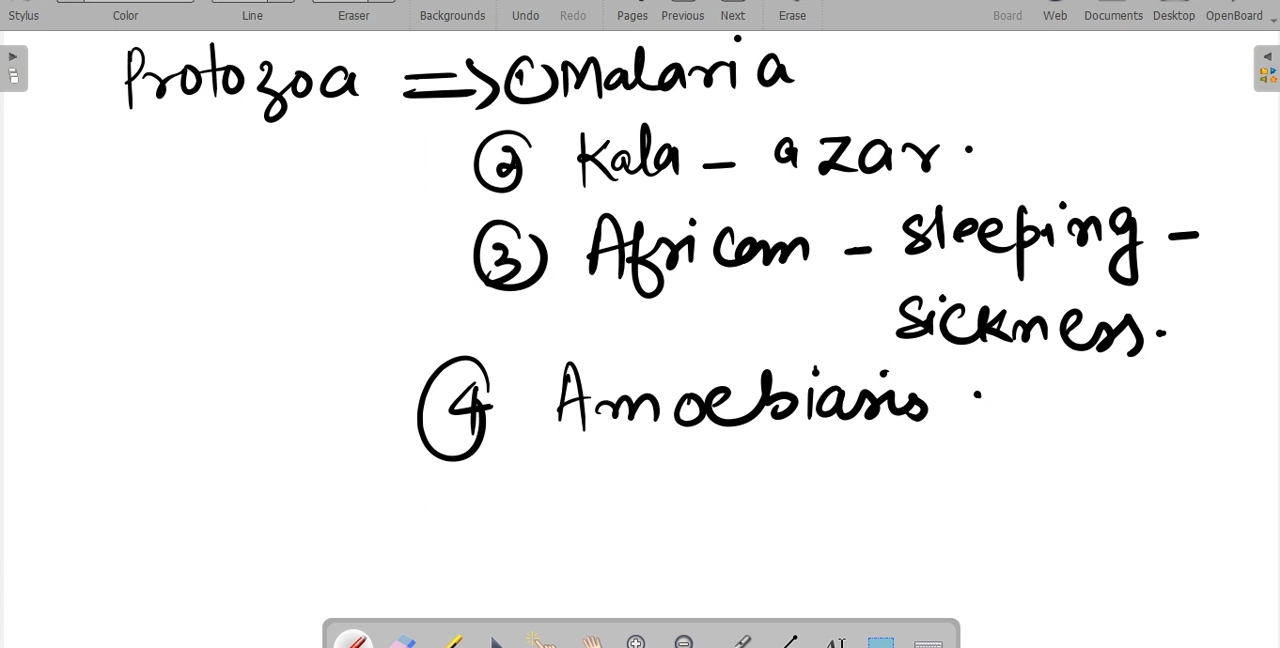 Stylus Color Line Eraser Backgrounds Undo Redo Pages Previous Next Erase Board Web Documents Desktop OpenBoard
Protozoa => ① Malaria
② Kala - azar.
③ African - sleeping -
sickness.
④ Amoebiasis .